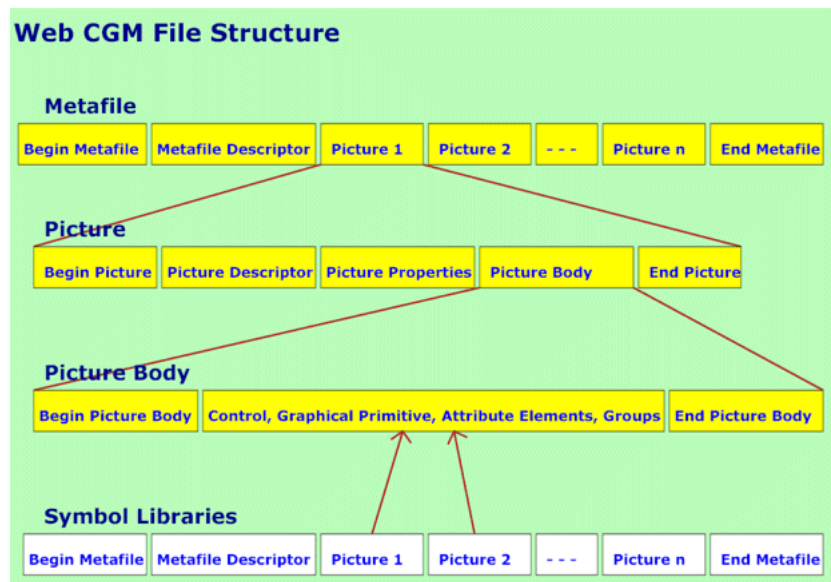 Web CGM File Structure
Metafile
Begin Metafile Metafile Descriptor Picture 1 Picture 2 - - - Picture n End Metafile
Picture
Begin Picture Picture Descriptor Picture Properties Picture Body End Picture
Picture Body
Begin Picture Body Control, Graphical Primitive, Attribute Elements, Groups End Picture Body
Symbol Libraries
Begin Metafile Metafile Descriptor Picture 1 Picture 2 - - - Picture n End Metafile